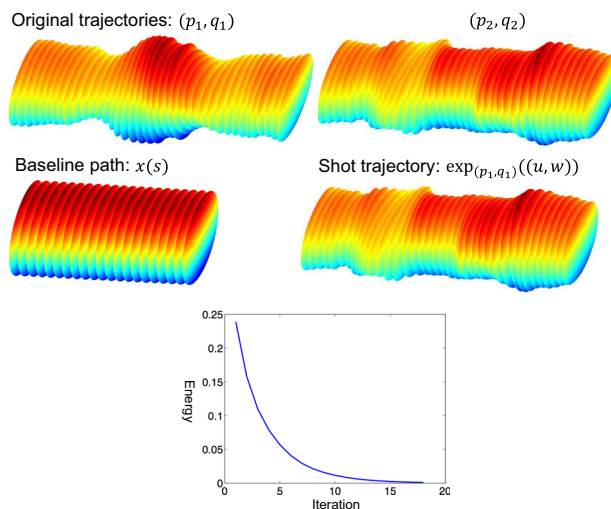 Original trajectories: (p₁, q₁)
(p₂, q₂)
Baseline path: x(s)
Shot trajectory: exp₍p₁,q₁₎((u, w))
0.25
0.2
0.15
0.1
0.05
0
Energy
0 5 10 15 20
Iteration